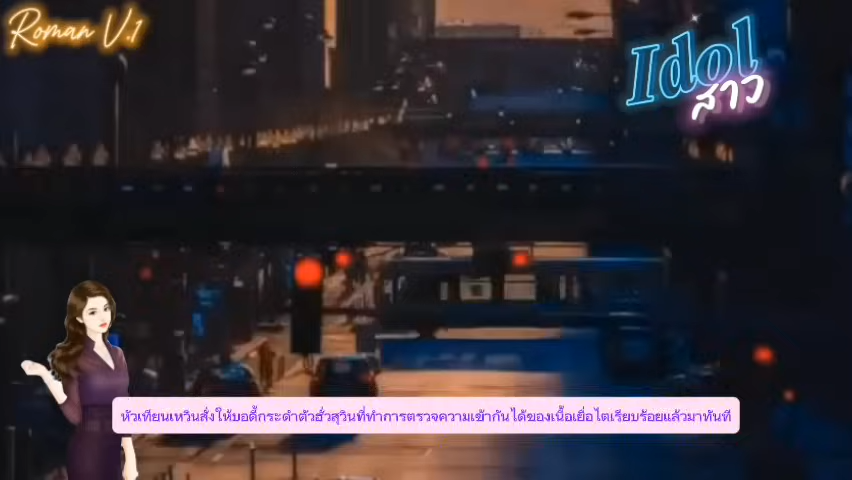 Roman V.1
Idol
สาว
หัวเทียนเหวินสั่งให้บอดี้กระดำตัวฮั่วสุวินที่ทำการตรวจความเข้ากันได้ของเนื้อเยื่อไตเรียบร้อยแล้วมาทันที